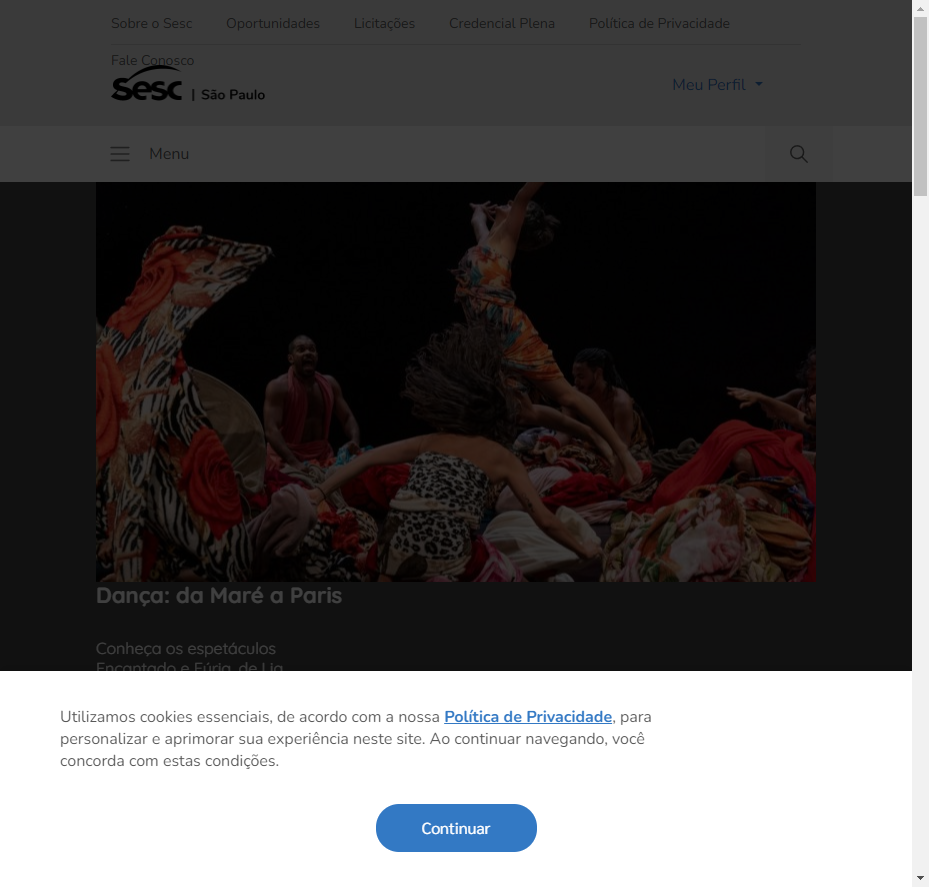 Sobre o Sesc Oportunidades Licitações Credencial Plena Política de Privacidade
Fale Conosco
Sesc | São Paulo
Meu Perfil
Menu
Dança: da Maré a Paris
Conheça os espetáculos
Encantado e Fúria, de Lia
Utilizamos cookies essenciais, de acordo com a nossa Política de Privacidade, para
personalizar e aprimorar sua experiência neste site. Ao continuar navegando, você
concorda com estas condições.
Continuar